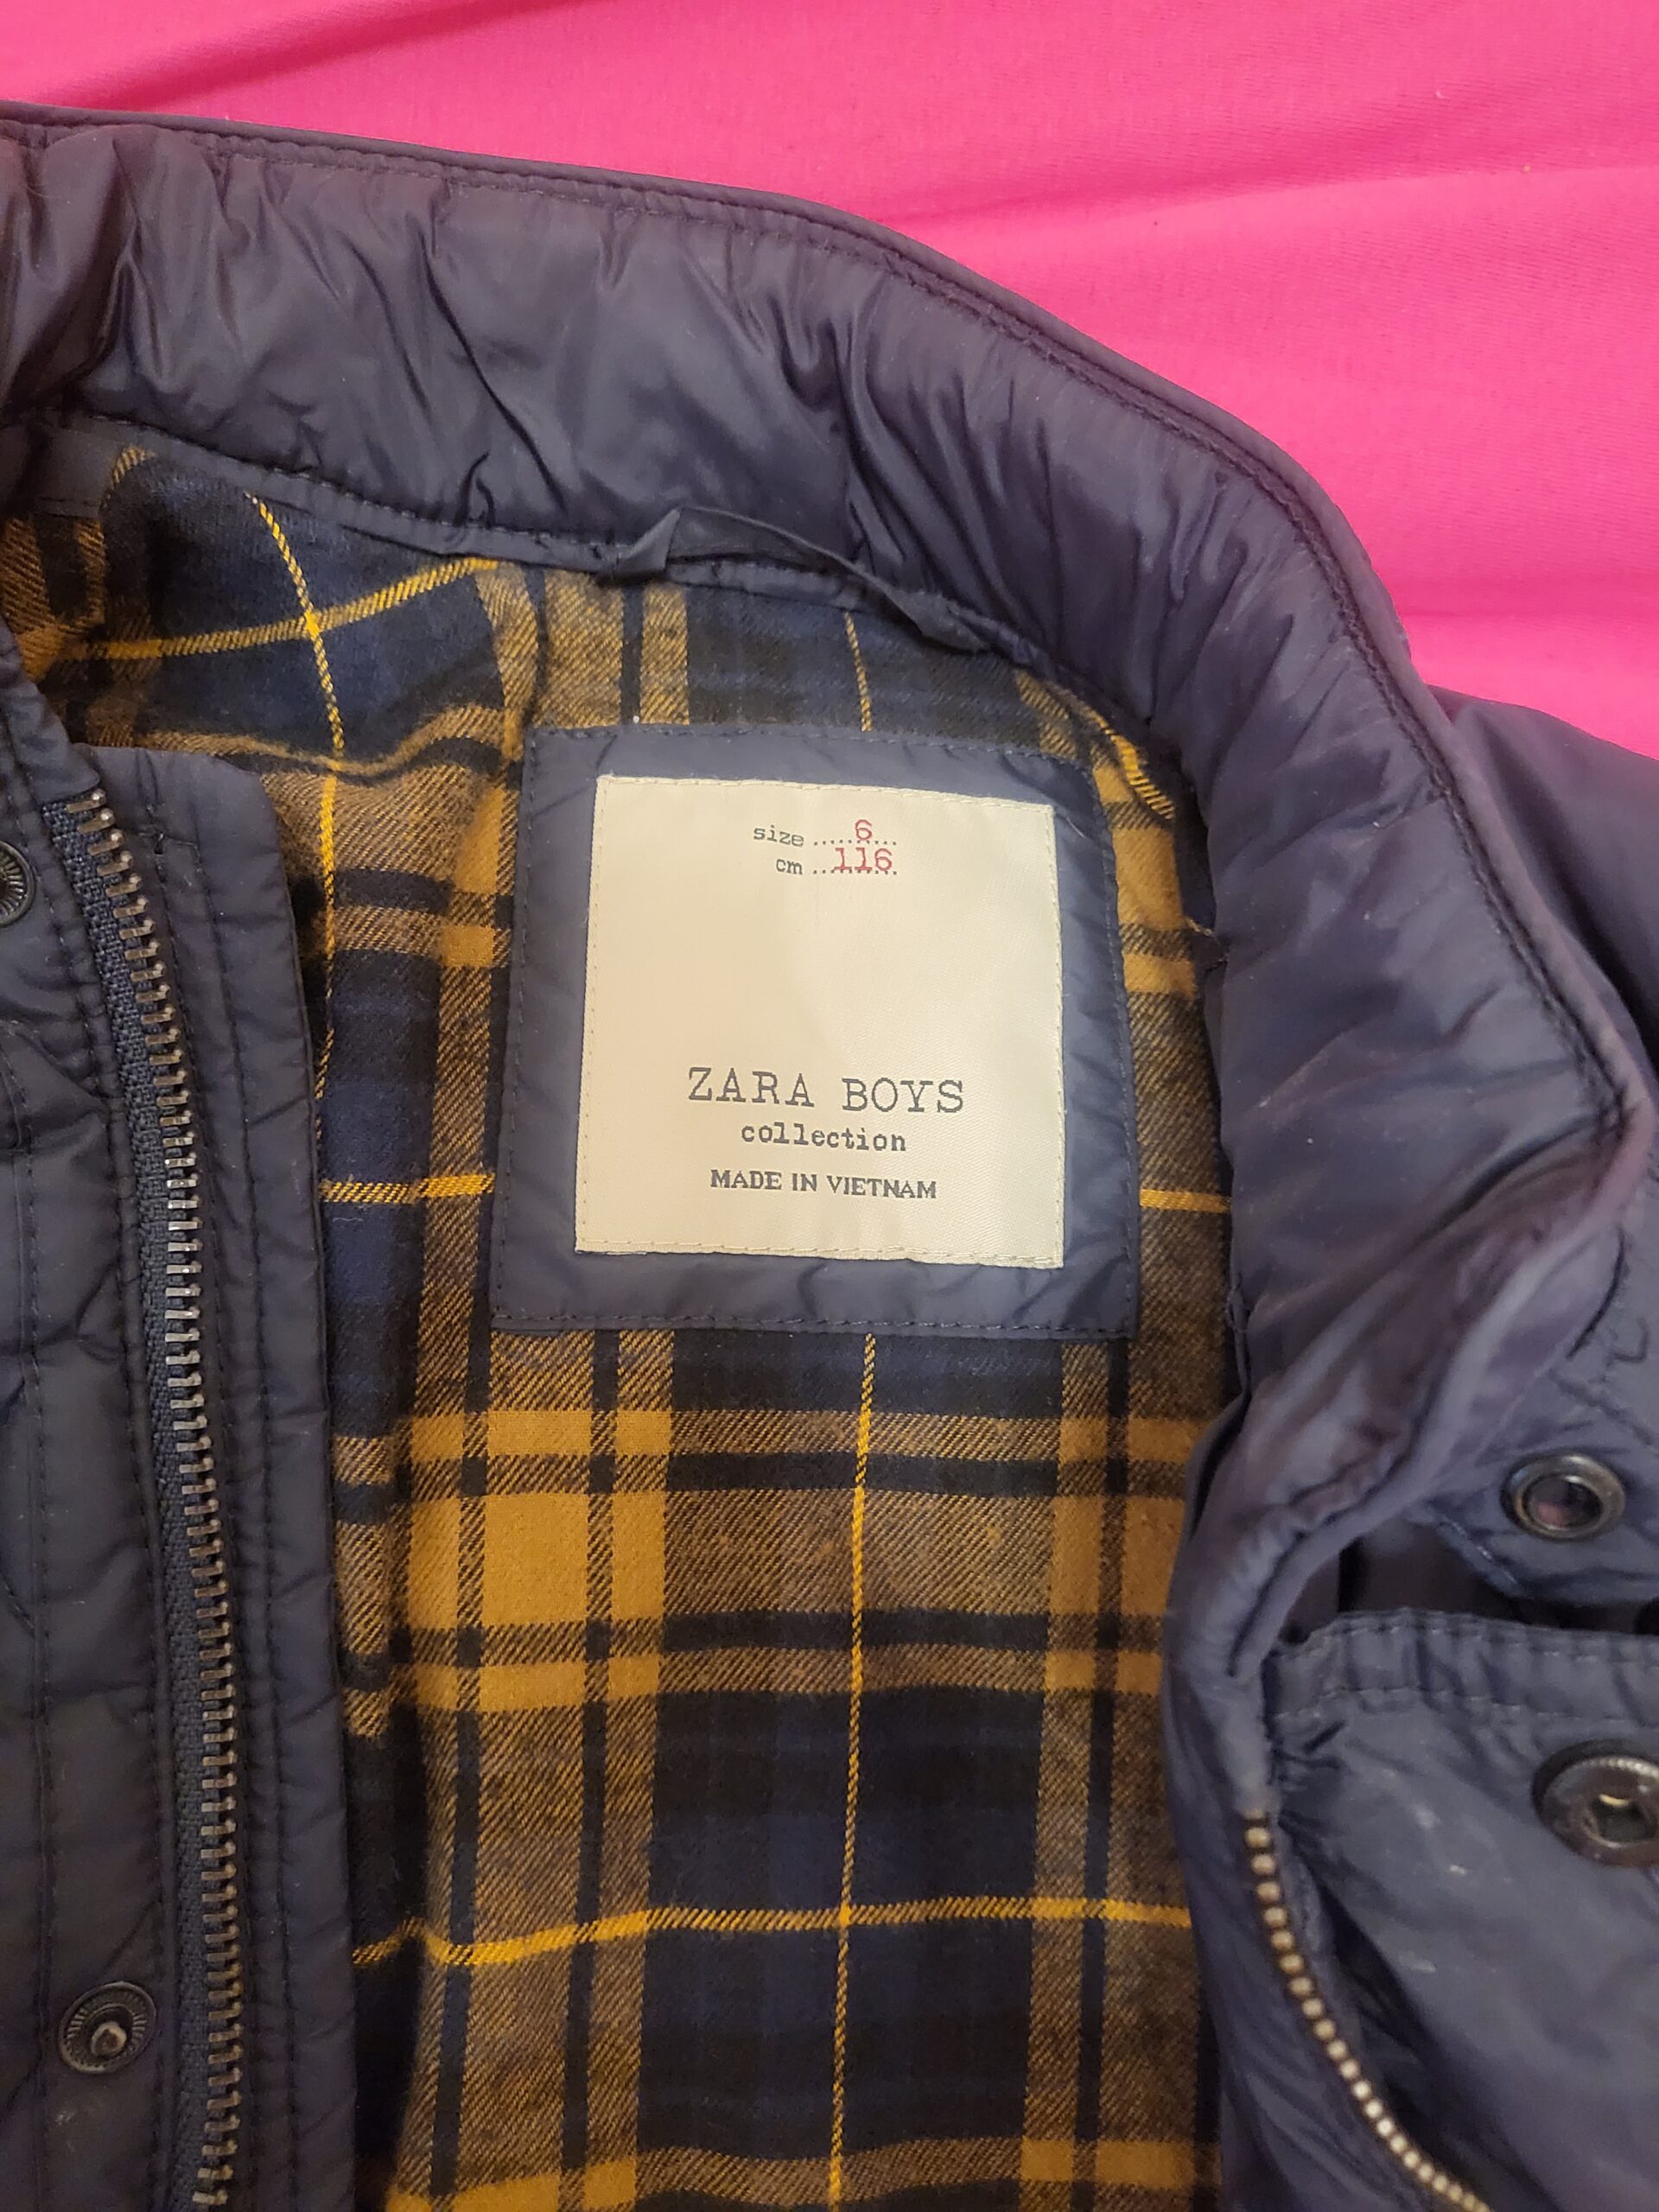 size ..... 6 ...
cm .. 116 ..
ZARA BOYS
collection
MADE IN VIETNAM